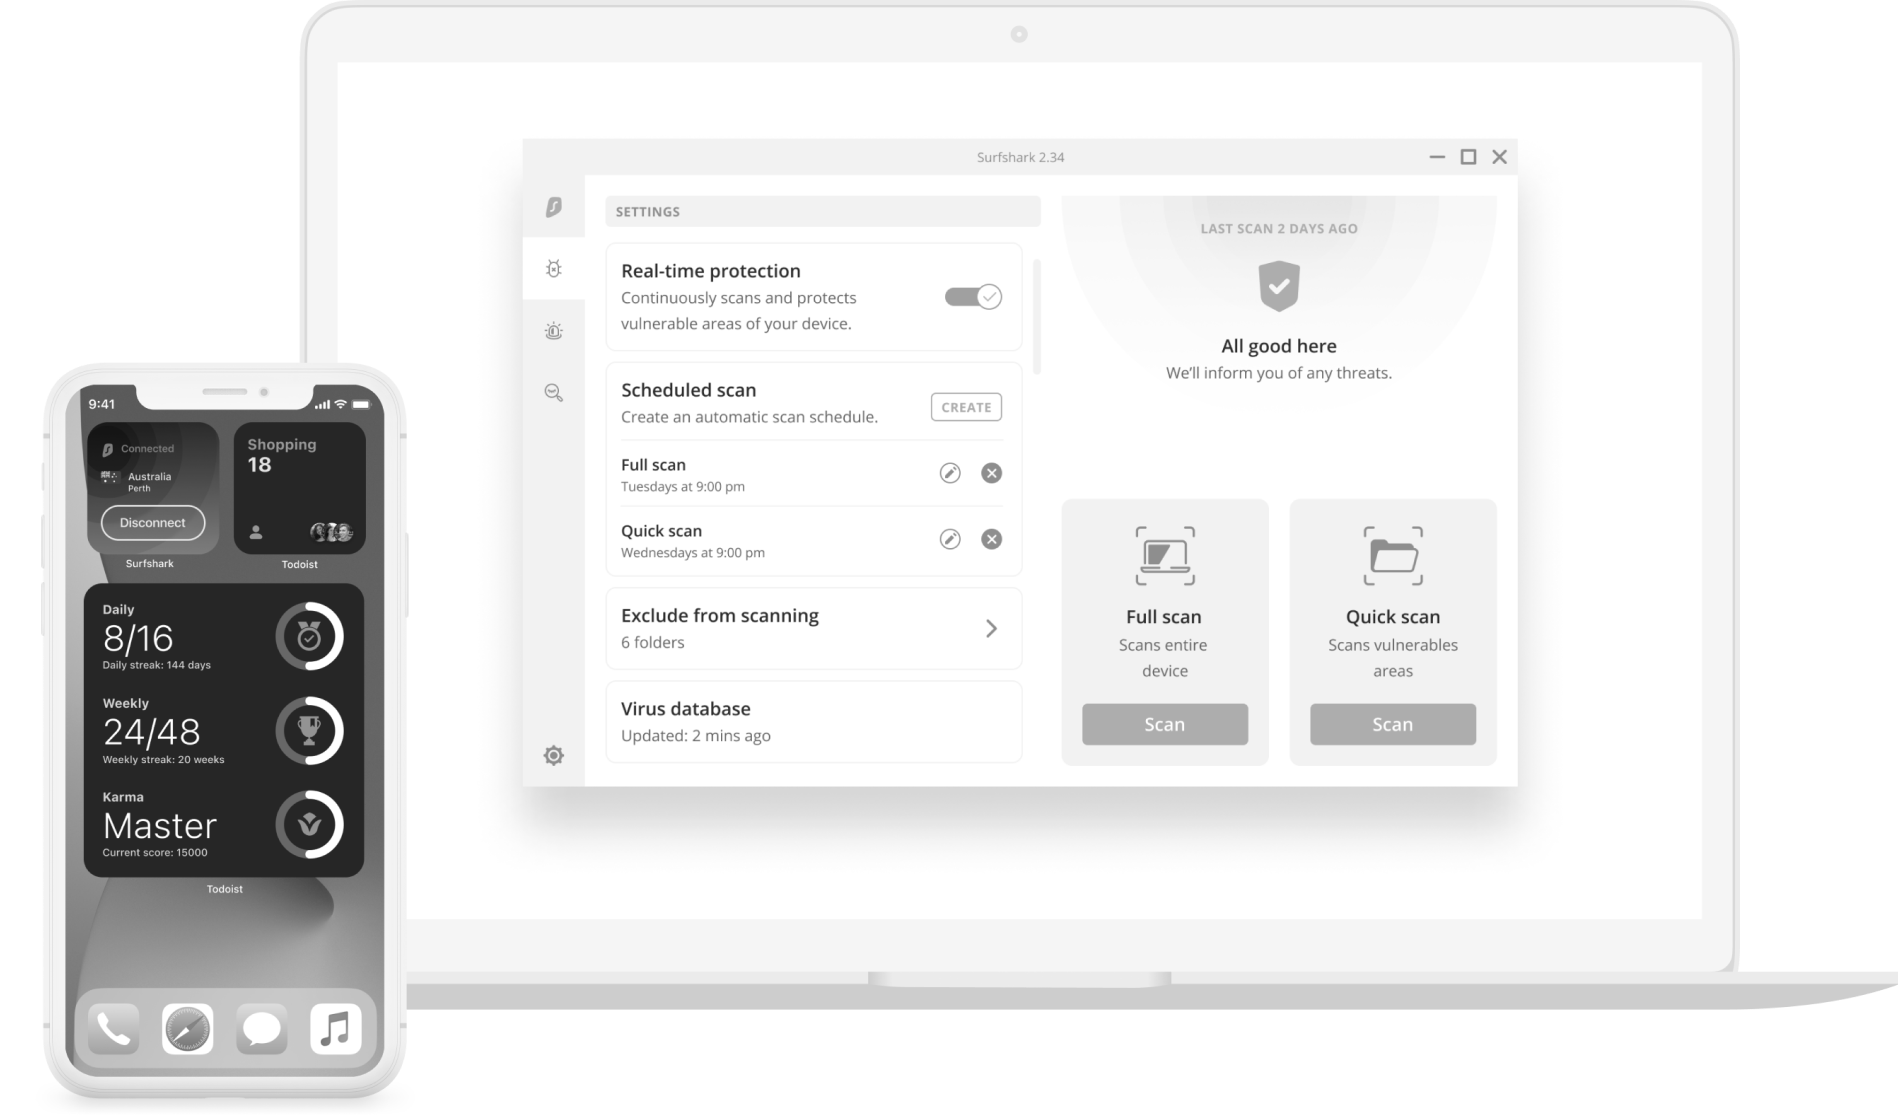 Surfshark 2.34
SETTINGS
Real-time protection
Continuously scans and protects
vulnerable areas of your device.
Scheduled scan
Create an automatic scan schedule.
CREATE
Full scan
Tuesdays at 9:00 pm
Quick scan
Wednesdays at 9:00 pm
Exclude from scanning
6 folders
Virus database
Updated: 2 mins ago
LAST SCAN 2 DAYS AGO
All good here
We'll inform you of any threats.
Full scan
Scans entire
device
Scan
Quick scan
Scans vulnerables
areas
Scan
9:41
Connected
Australia
Perth
Disconnect
Surfshark
Shopping
18
Todoist
Daily
8/16
Daily streak: 144 days
Weekly
24/48
Weekly streak: 20 weeks
Karma
Master
Current score: 15000
Todoist